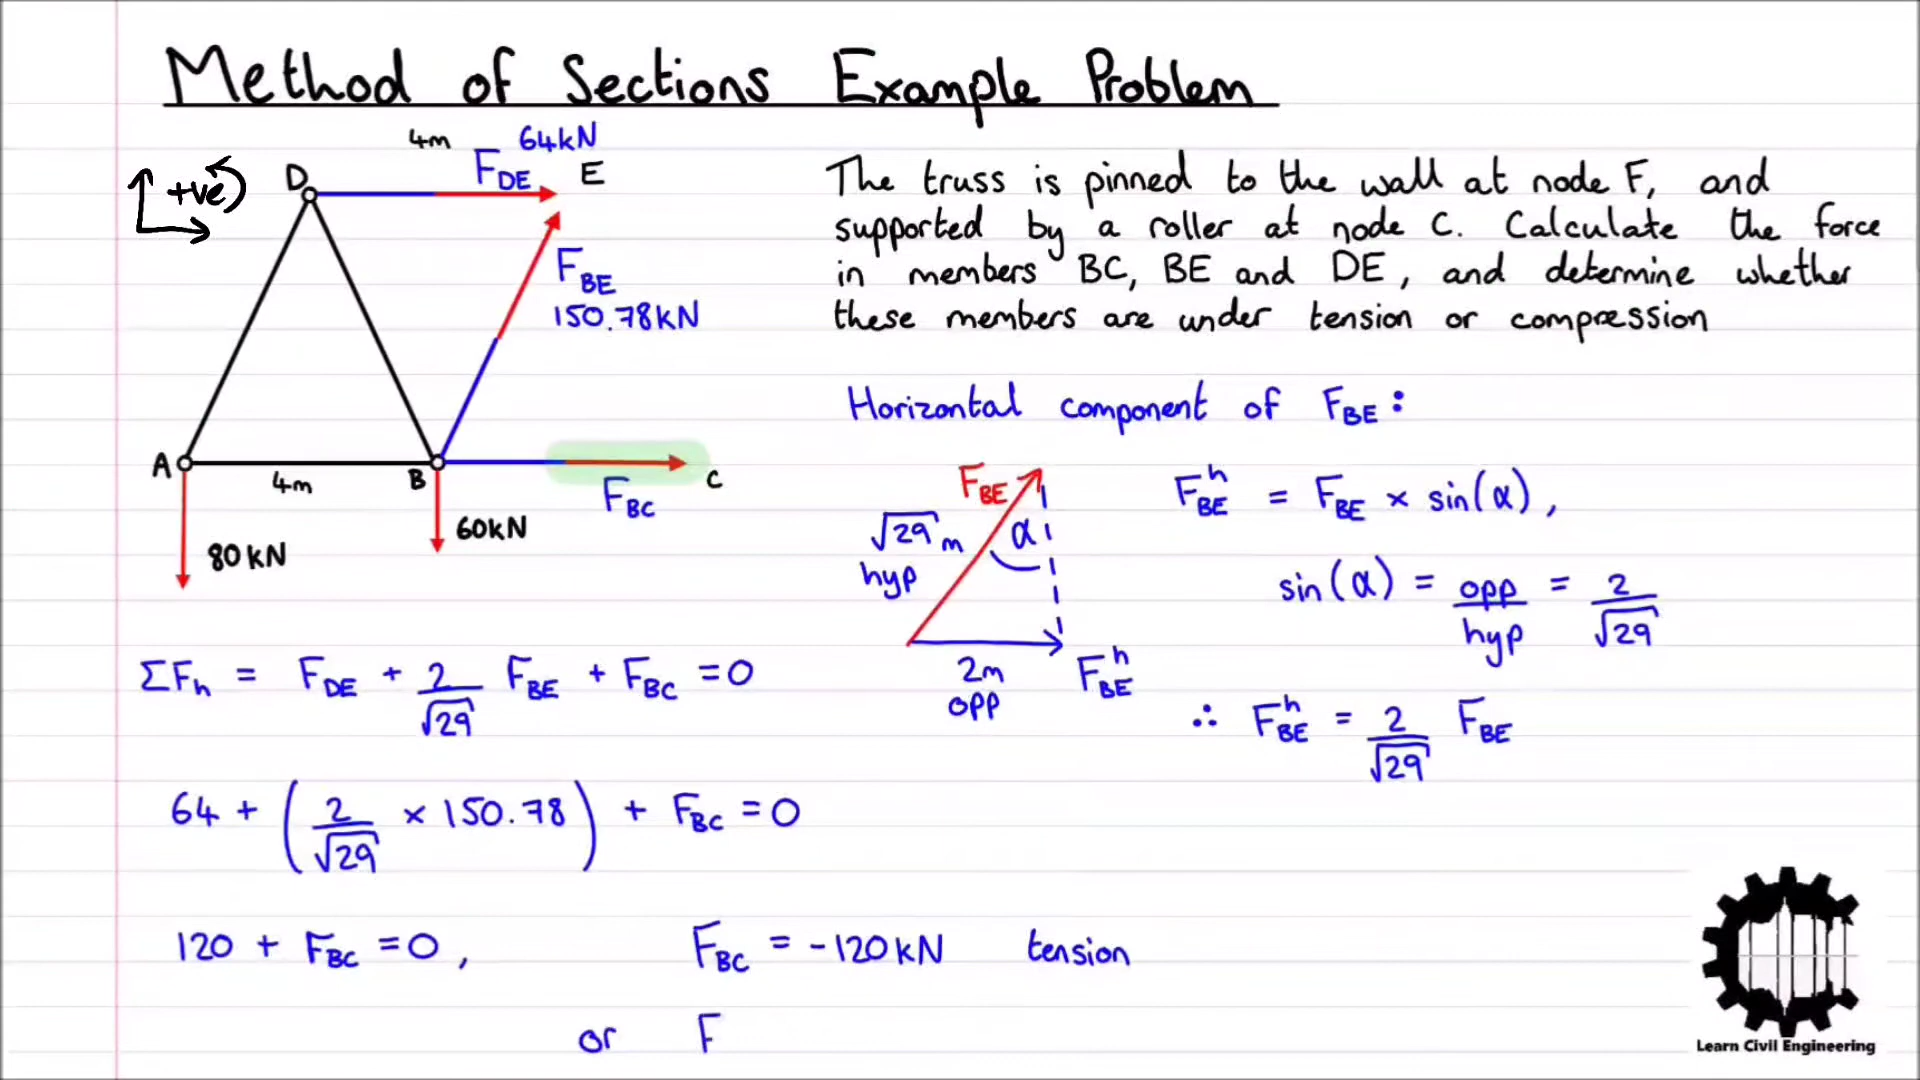 Method of Sections Example Problem
4m 64kN
+ve
D F_DE E
F_BE
150.78kN
A 4m B F_BC C
80kN 60kN
The truss is pinned to the wall at node F, and
supported by a roller at node C. Calculate the force
in members BC, BE and DE, and determine whether
these members are under tension or compression
Horizontal component of F_BE:
F_BE
√29 m
hyp
α
2m
opp
F_BE^h
F_BE^h = F_BE × sin(α),
sin(α) = opp/hyp = 2/√29
∴ F_BE^h = 2/√29 F_BE
ΣF_h = F_DE + 2/√29 F_BE + F_BC = 0
64 + (2/√29 × 150.78) + F_BC = 0
120 + F_BC = 0, F_BC = -120kN tension
or F
Learn Civil Engineering